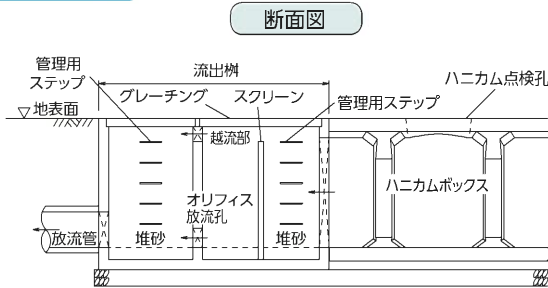 断面図
管理用
ステップ
流出桝
ハニカム点検孔
グレーチング
スクリーン
管理用ステップ
地表面
越流部
オリフィス
放流孔
ハニカムボックス
放流管
堆砂
堆砂